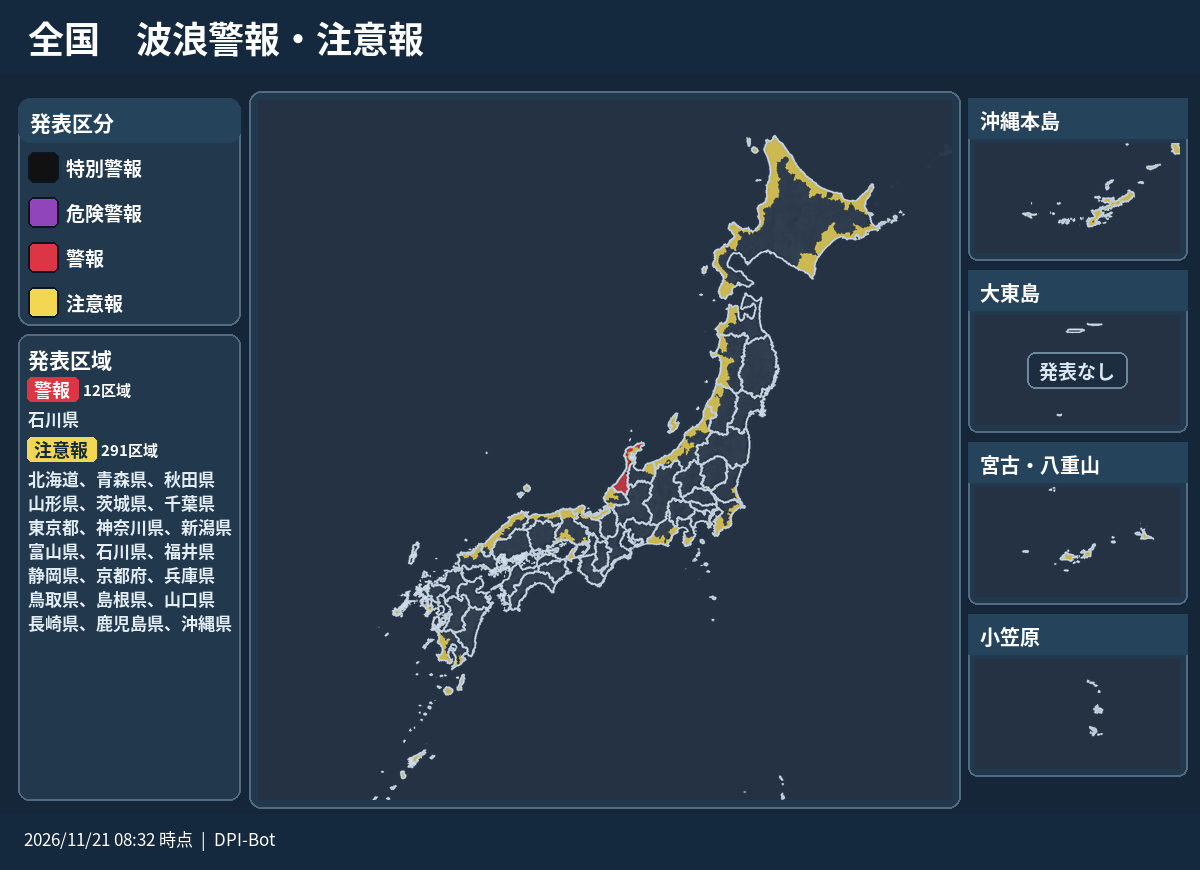 全国　波浪警報・注意報
発表区分
特別警報
危険警報
警報
注意報
発表区域
警報 12区域
石川県
注意報 291区域
北海道、青森県、秋田県
山形県、茨城県、千葉県
東京都、神奈川県、新潟県
富山県、石川県、福井県
静岡県、京都府、兵庫県
鳥取県、島根県、山口県
長崎県、鹿児島県、沖縄県
沖縄本島
大東島
発表なし
宮古・八重山
小笠原
2026/11/21 08:32 時点 | DPI-Bot